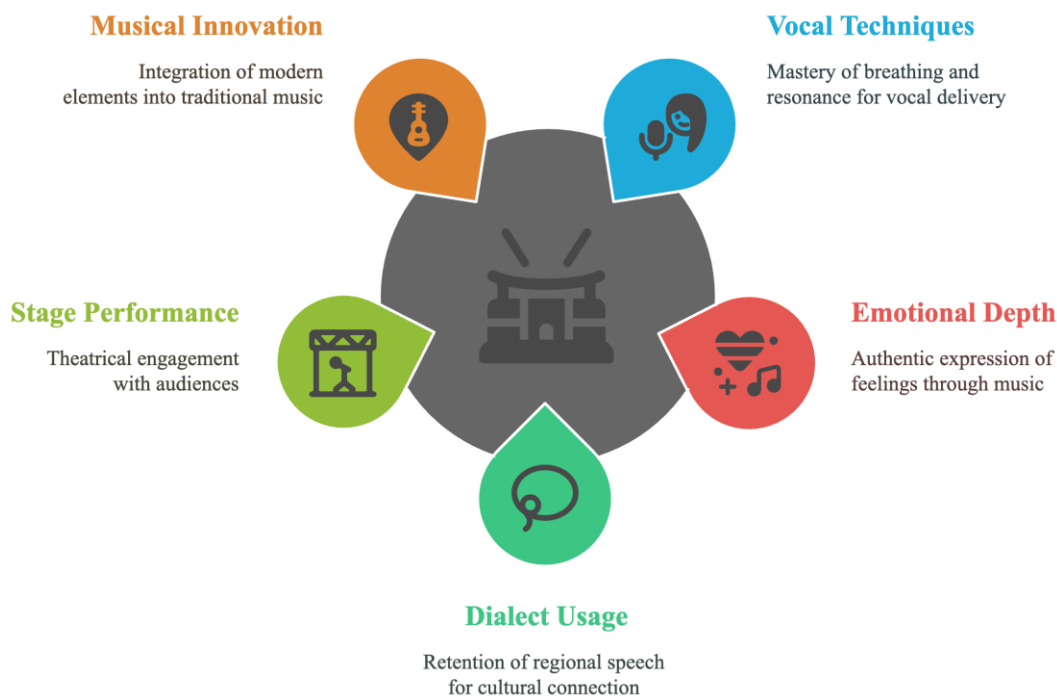 Musical Innovation
Integration of modern
elements into traditional music
Vocal Techniques
Mastery of breathing and
resonance for vocal delivery
Stage Performance
Theatrical engagement
with audiences
Emotional Depth
Authentic expression of
feelings through music
Dialect Usage
Retention of regional speech
for cultural connection